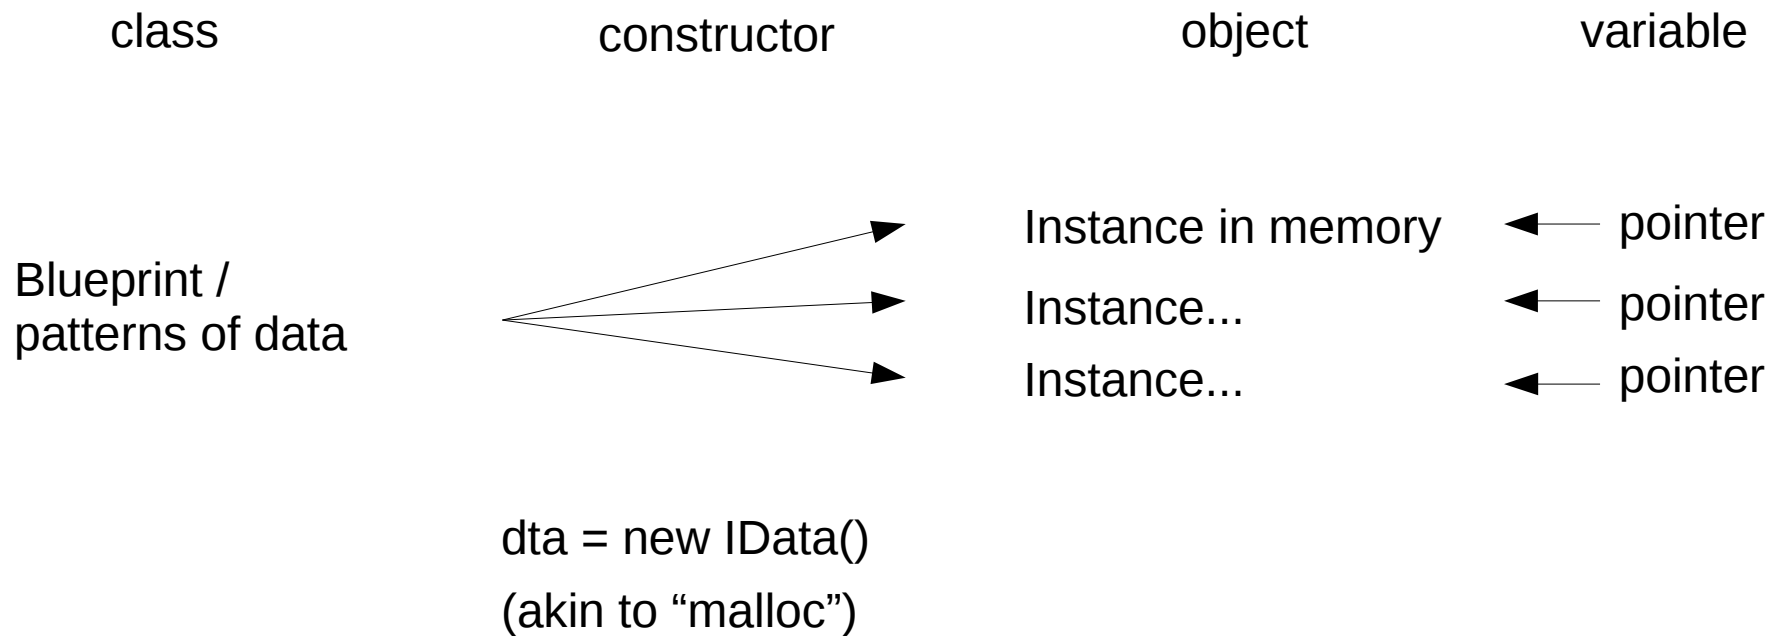 class
constructor
object
variable
Blueprint /
patterns of data
Instance in memory
pointer
Instance...
pointer
Instance...
pointer
dta = new IData()
(akin to “malloc”)